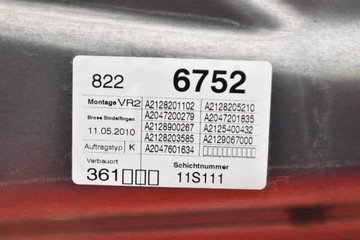 822 6752
Montage VR2 A2128201102 A2128205210
Brose Sindelfingen A2047200279 A2047201835
11.05.2010 A2128900267 A2125400432
A2128203585 A2129067000
Auftragstyp K A2047601634 □□□□□□□□□□□
Verbauort Schichtnummer
361□□□ 11S111